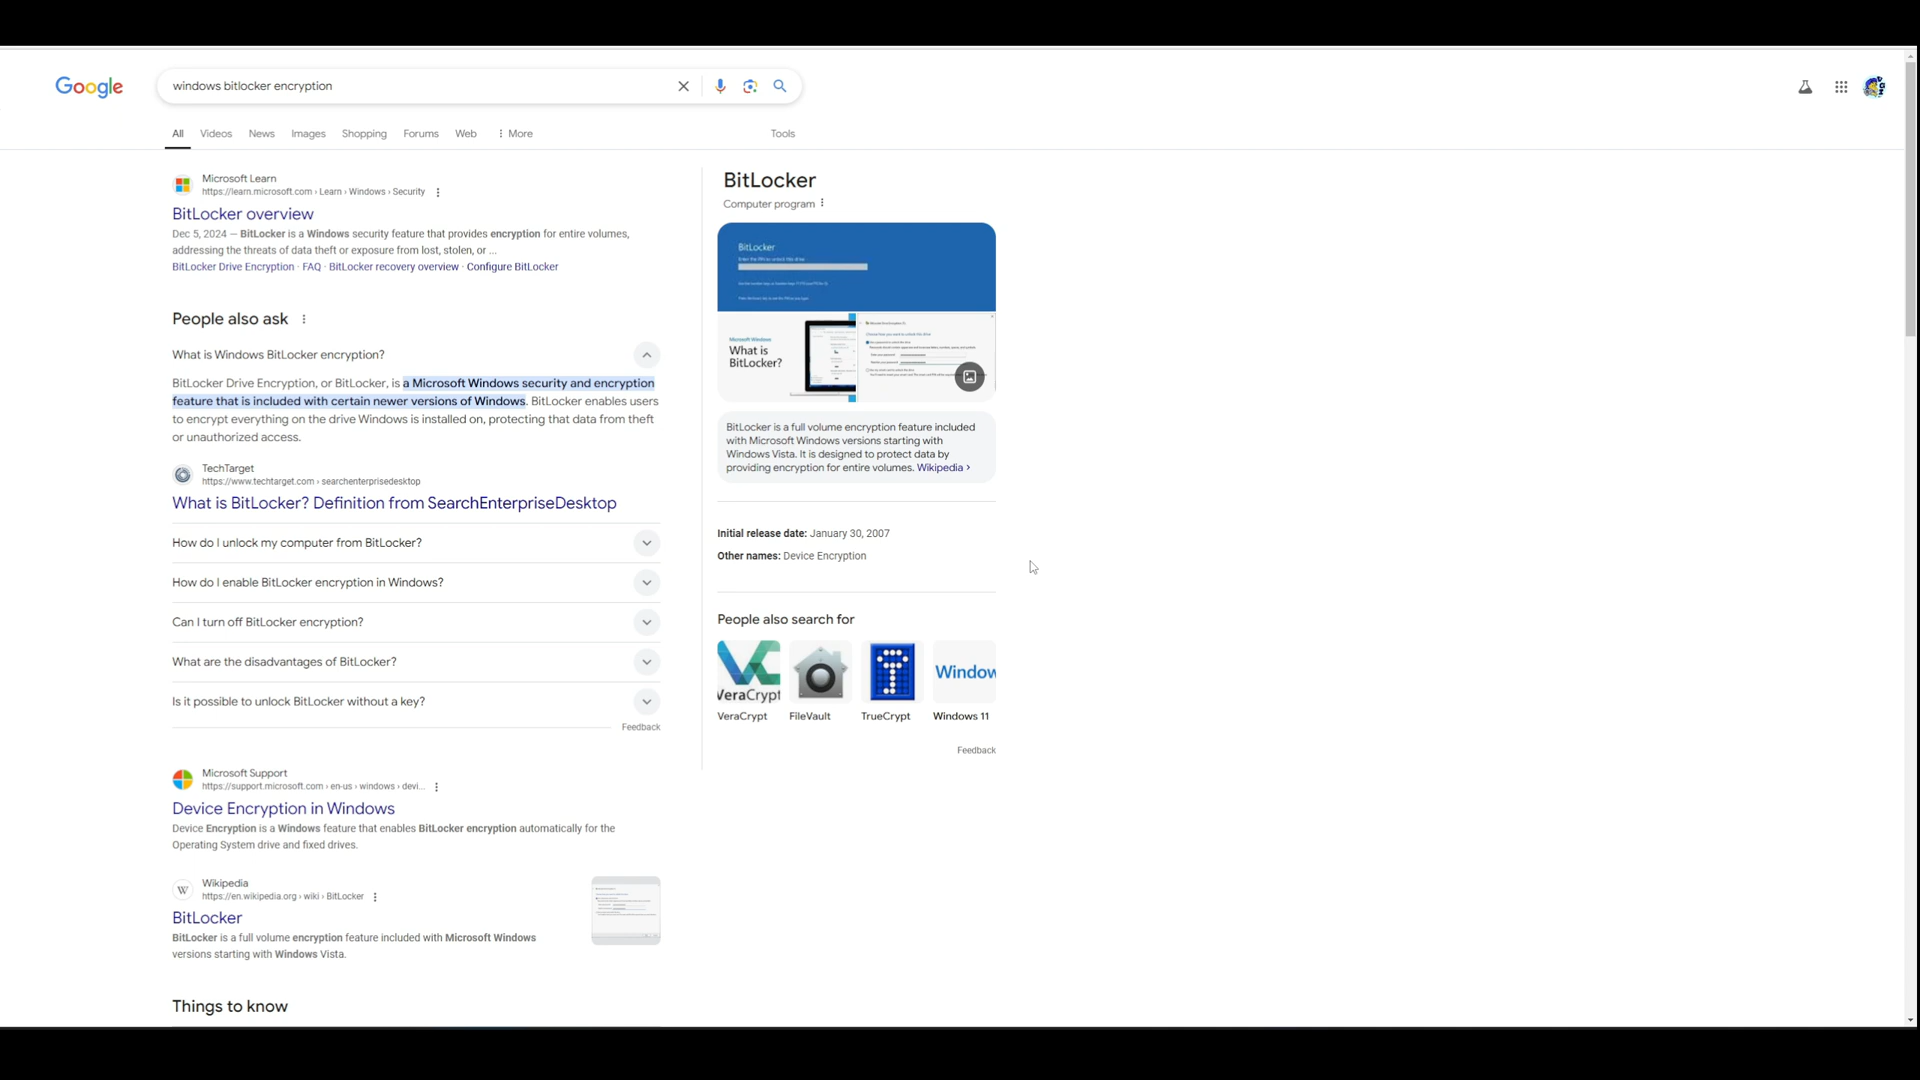 Google
windows bitlocker encryption
All
Videos
News
Images
Shopping
Forums
Web
More
Tools
Microsoft Learn
https://learn.microsoft.com › Learn › Windows › Security
BitLocker overview
Dec 5, 2024 — BitLocker is a Windows security feature that provides encryption for entire volumes,
addressing the threats of data theft or exposure from lost, stolen, or ...
BitLocker Drive Encryption · FAQ · BitLocker recovery overview · Configure BitLocker
People also ask
What is Windows BitLocker encryption?
BitLocker Drive Encryption, or BitLocker, is a Microsoft Windows security and encryption
feature that is included with certain newer versions of Windows. BitLocker enables users
to encrypt everything on the drive Windows is installed on, protecting that data from theft
or unauthorized access.
TechTarget
https://www.techtarget.com › searchenterprisedesktop
What is BitLocker? Definition from SearchEnterpriseDesktop
How do I unlock my computer from BitLocker?
How do I enable BitLocker encryption in Windows?
Can I turn off BitLocker encryption?
What are the disadvantages of BitLocker?
Is it possible to unlock BitLocker without a key?
Feedback
Microsoft Support
https://support.microsoft.com › en-us › windows › devi...
Device Encryption in Windows
Device Encryption is a Windows feature that enables BitLocker encryption automatically for the
Operating System drive and fixed drives.
Wikipedia
https://en.wikipedia.org › wiki › BitLocker
BitLocker
BitLocker is a full volume encryption feature included with Microsoft Windows
versions starting with Windows Vista.
Things to know
BitLocker
Computer program
BitLocker
Enter the PIN to unlock this drive
Microsoft Windows
What is
BitLocker?
BitLocker is a full volume encryption feature included
with Microsoft Windows versions starting with
Windows Vista. It is designed to protect data by
providing encryption for entire volumes. Wikipedia ›
Initial release date: January 30, 2007
Other names: Device Encryption
People also search for
VeraCrypt
Window
VeraCrypt
FileVault
TrueCrypt
Windows 11
Feedback